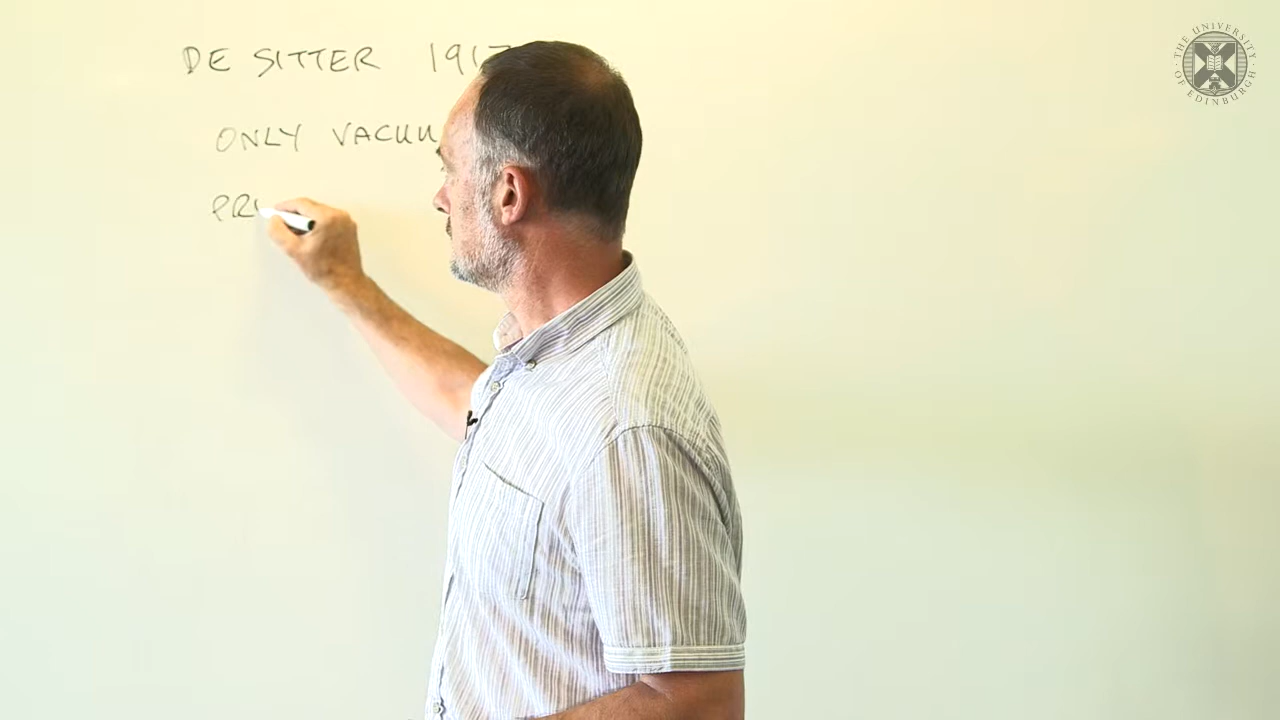 DE SITTER 1917
ONLY VACUU
PR
THE UNIVERSITY OF EDINBURGH